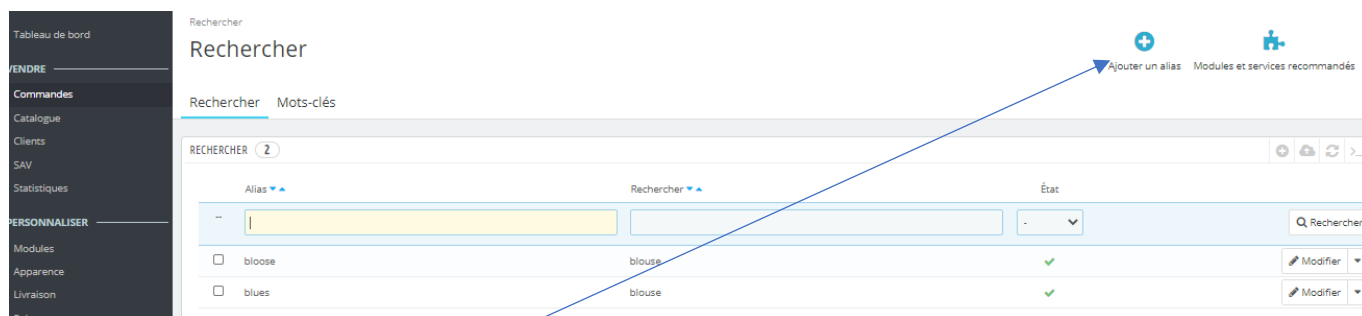 Rechercher
Tableau de bord
Rechercher
Ajouter un alias Modules et services recommandés
VENDRE
Commandes
Rechercher Mots-clés
Catalogue
Clients
RECHERCHER 2
SAV
Statistiques
Alias Rechercher État
PERSONNALISER
-- - Rechercher
Modules
bloose blouse Modifier
Apparence
Livraison
blues blouse Modifier